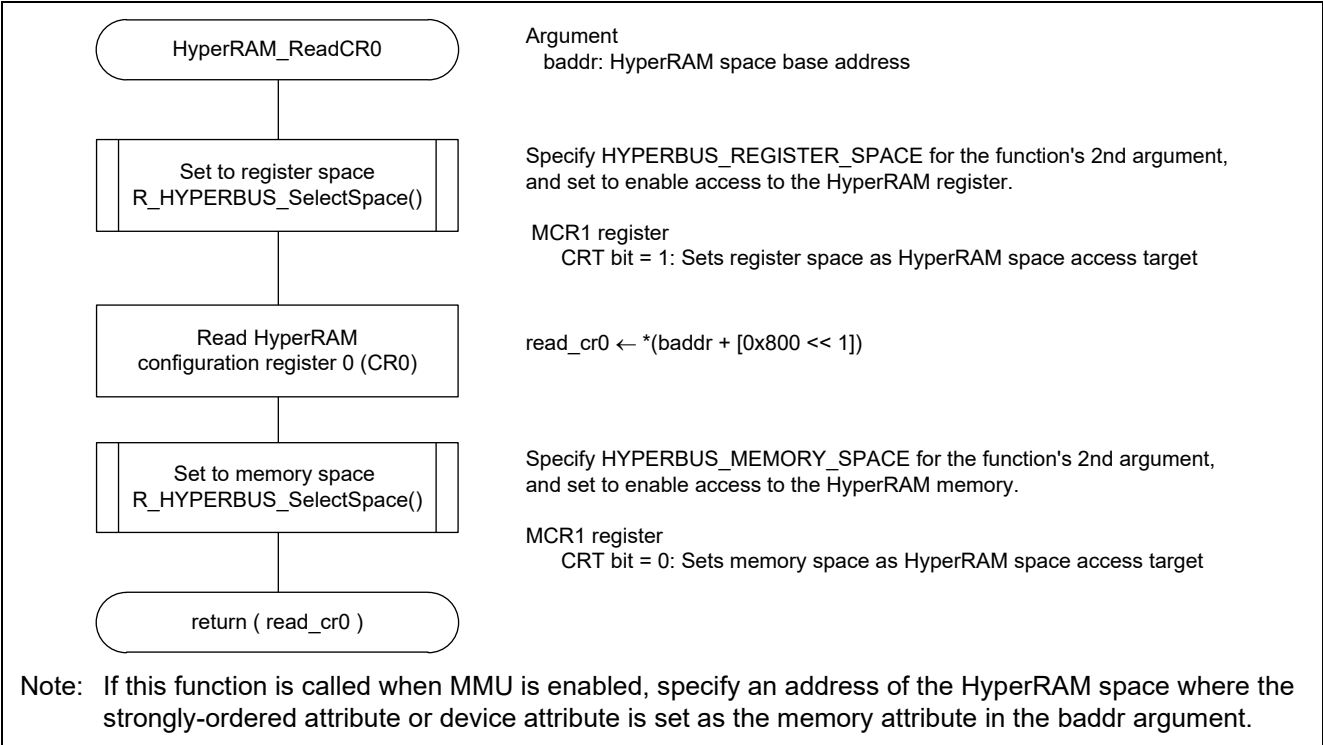 HyperRAM_ReadCR0
Argument
baddr: HyperRAM space base address
Set to register space
R_HYPERBUS_SelectSpace()
Specify HYPERBUS_REGISTER_SPACE for the function's 2nd argument,
and set to enable access to the HyperRAM register.
MCR1 register
CRT bit = 1: Sets register space as HyperRAM space access target
Read HyperRAM
configuration register 0 (CR0)
read_cr0 ← *(baddr + [0x800 << 1])
Set to memory space
R_HYPERBUS_SelectSpace()
Specify HYPERBUS_MEMORY_SPACE for the function's 2nd argument,
and set to enable access to the HyperRAM memory.
MCR1 register
CRT bit = 0: Sets memory space as HyperRAM space access target
return ( read_cr0 )
Note: If this function is called when MMU is enabled, specify an address of the HyperRAM space where the
strongly-ordered attribute or device attribute is set as the memory attribute in the baddr argument.